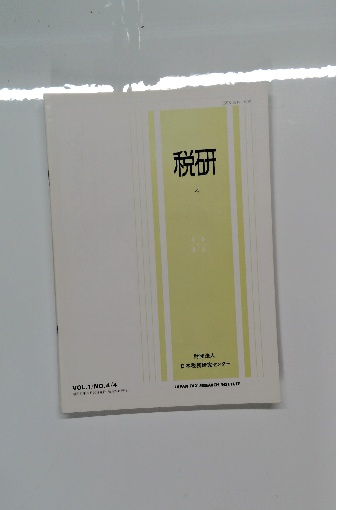 税研
8
財団法人
日本税務研究センター
VOL.1/NO.4/4
JAPAN TAX RESEARCH INSTITUTE